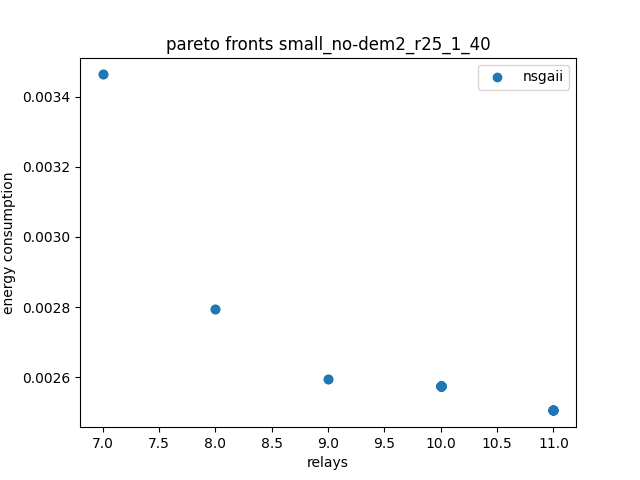 pareto fronts small_no-dem2_r25_1_40
nsgaii
energy consumption
0.0034
0.0032
0.0030
0.0028
0.0026
7.0 7.5 8.0 8.5 9.0 9.5 10.0 10.5 11.0
relays